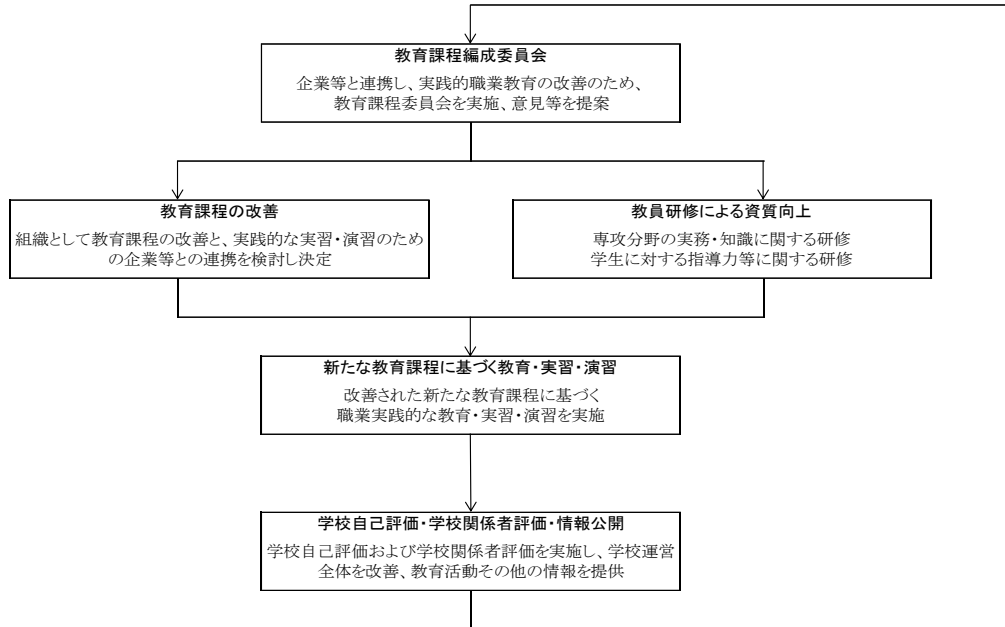 教育課程編成委員会
企業等と連携し、実践的職業教育の改善のため、
教育課程委員会を実施、意見等を提案
教育課程の改善
組織として教育課程の改善と、実践的な実習・演習のため
の企業等との連携を検討し決定
教員研修による資質向上
専攻分野の実務・知識に関する研修
学生に対する指導力等に関する研修
新たな教育課程に基づく教育・実習・演習
改善された新たな教育課程に基づく
職業実践的な教育・実習・演習を実施
学校自己評価・学校関係者評価・情報公開
学校自己評価および学校関係者評価を実施し、学校運営
全体を改善、教育活動その他の情報を提供